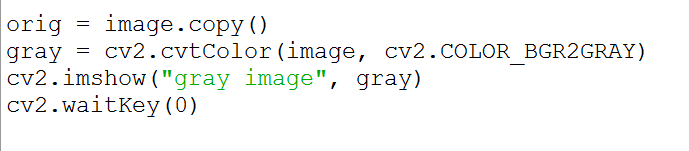 orig = image.copy()
gray = cv2.cvtColor(image, cv2.COLOR_BGR2GRAY)
cv2.imshow("gray image", gray)
cv2.waitKey(0)